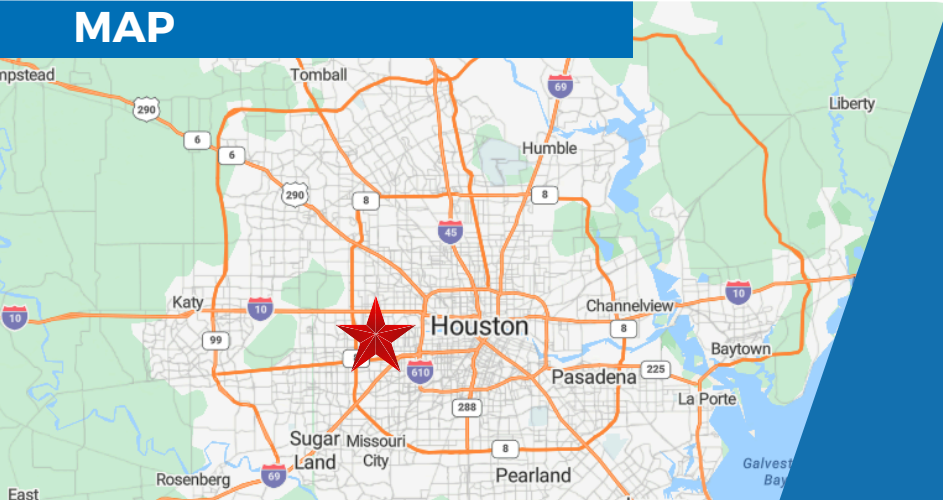 MAP
mpstead
Tomball
69
290
Liberty
6
6
Humble
290
8
8
45
Katy
10
10
10
Channelview
Houston
8
99
Baytown
610
Pasadena
225
La Porte
288
Sugar
Land
Missouri
City
8
Pearland
Galvest
Bay
Rosenberg
69
East